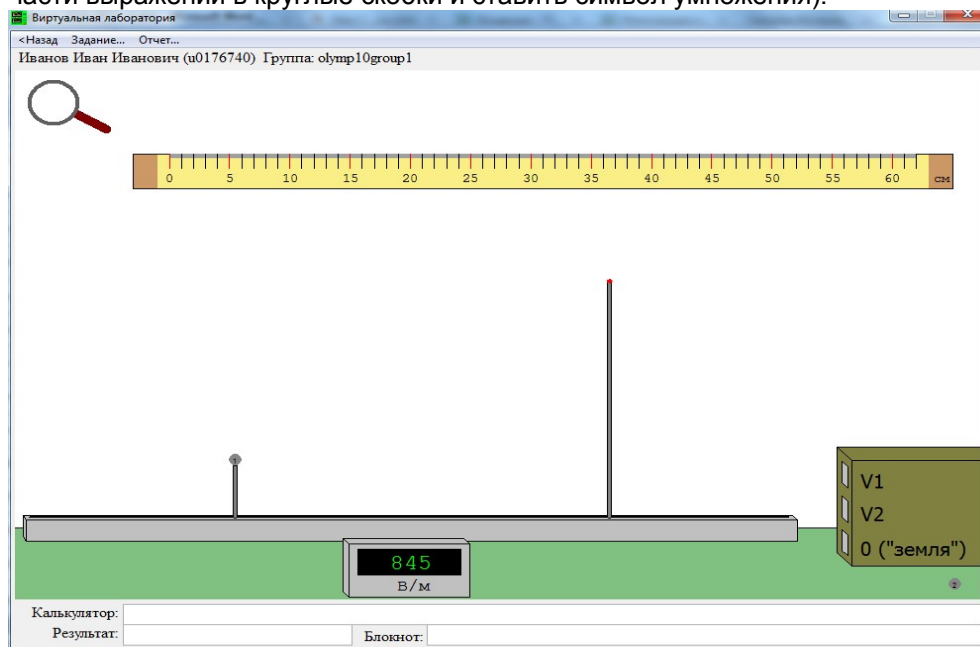 части выражений в круглые скобки и ставить символ умножения).
Виртуальная лаборатория
<Назад Задание... Отчет...
Иванов Иван Иванович (u0176740) Группа: olymp10group1
0 5 10 15 20 25 30 35 40 45 50 55 60 см
1
V1
V2
0 ("земля")
845
В/м
2
Калькулятор:
Результат: Блокнот: